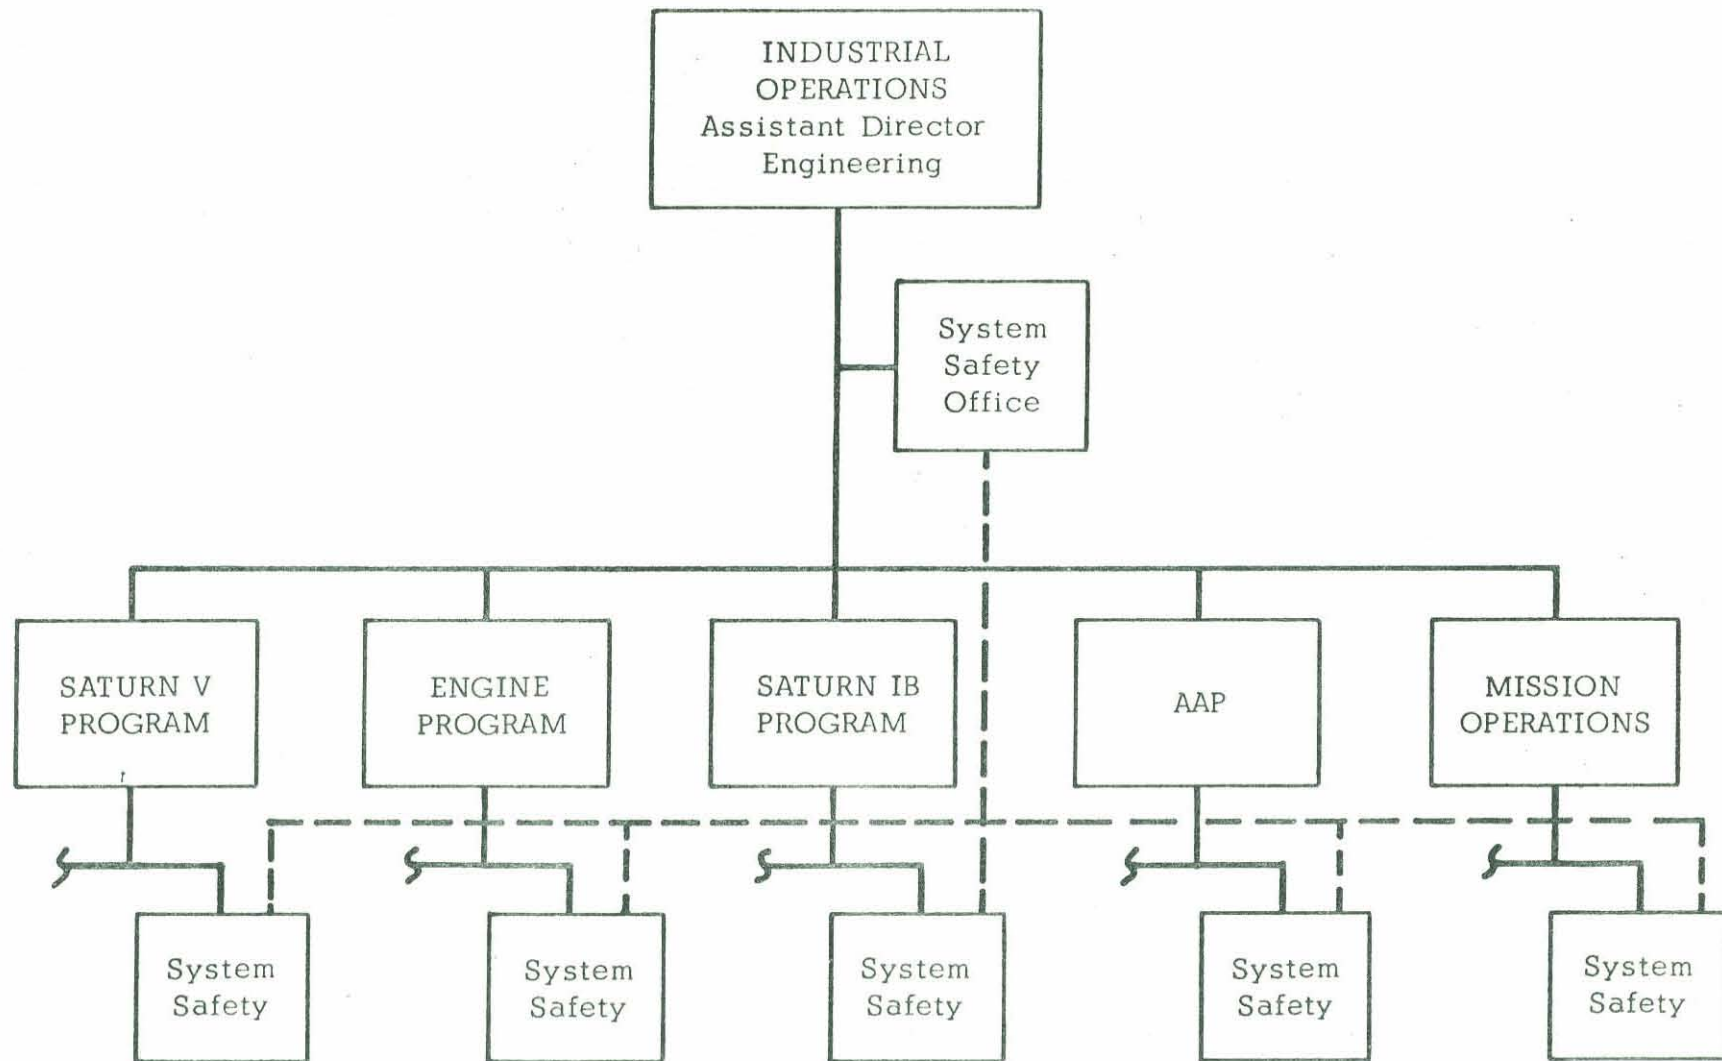 INDUSTRIAL
OPERATIONS
Assistant Director
Engineering
System
Safety
Office
SATURN V
PROGRAM
ENGINE
PROGRAM
SATURN IB
PROGRAM
AAP
MISSION
OPERATIONS
System
Safety
System
Safety
System
Safety
System
Safety
System
Safety